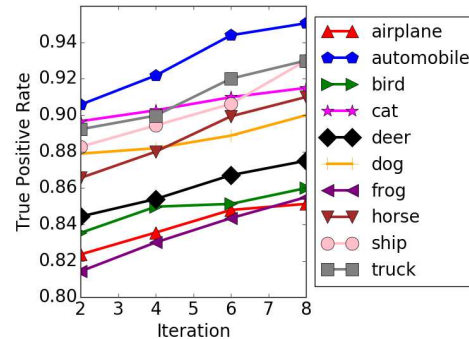 True Positive Rate
0.94
0.92
0.90
0.88
0.86
0.84
0.82
0.80
2 3 4 5 6 7 8
Iteration
airplane
automobile
bird
cat
deer
dog
frog
horse
ship
truck